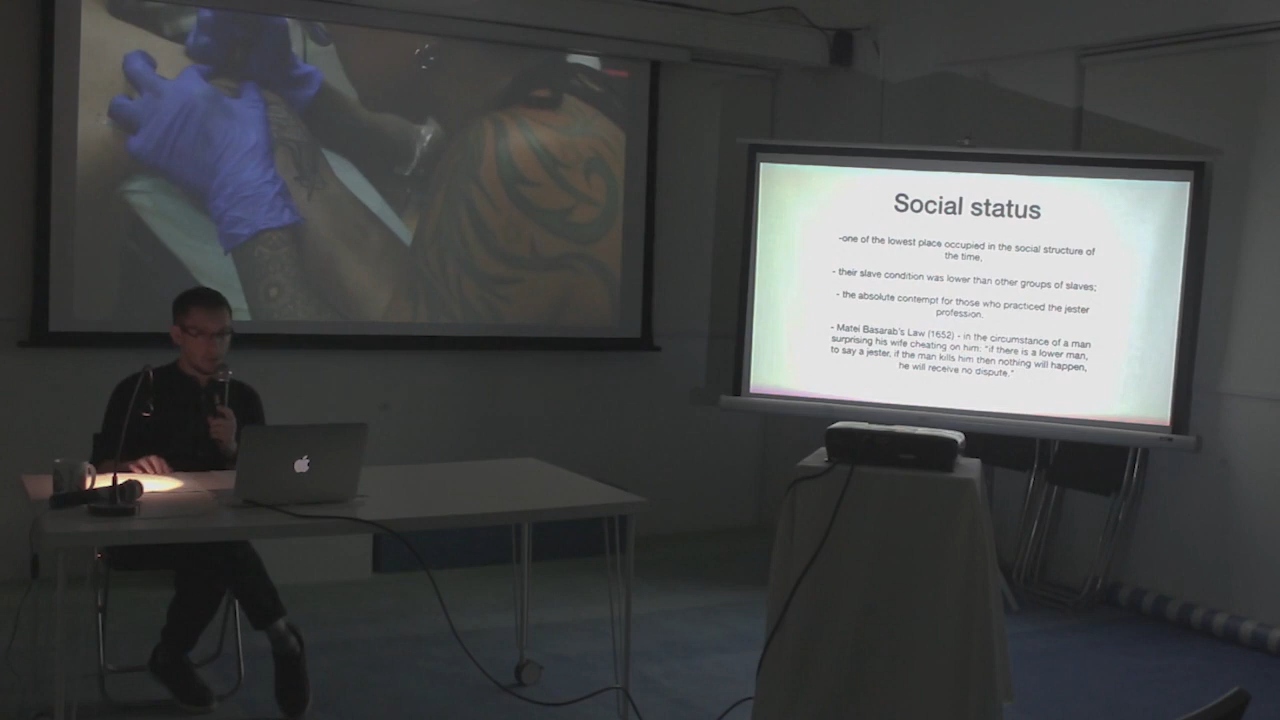 Social status
-one of the lowest place occupied in the social structure of
the time,
- their slave condition was lower than other groups of slaves;
- the absolute contempt for those who practiced the jester
profession.
- Matei Basarab's Law (1652) - in the circumstance of a man
surprising his wife cheating on him: "if there is a lower man,
to say a jester, if the man kills him then nothing will happen,
he will receive no dispute."